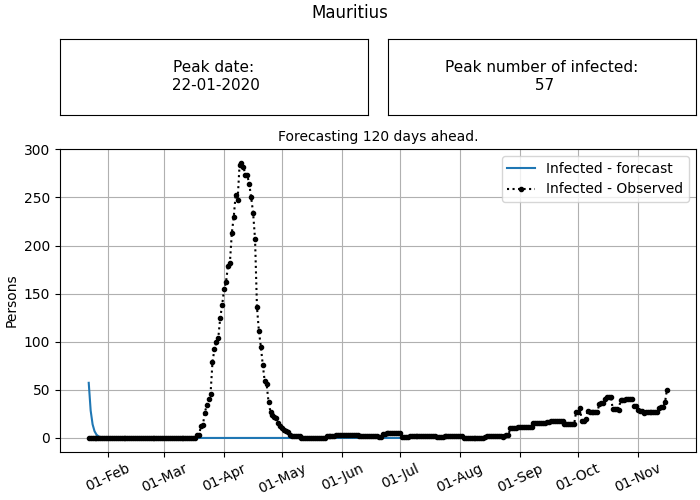 Mauritius
Peak date:
22-01-2020
Peak number of infected:
57
Forecasting 120 days ahead.
300
250
200
150
100
50
0
Persons
Infected - forecast
Infected - Observed
01-Feb
01-Mar
01-Apr
01-May
01-Jun
01-Jul
01-Aug
01-Sep
01-Oct
01-Nov